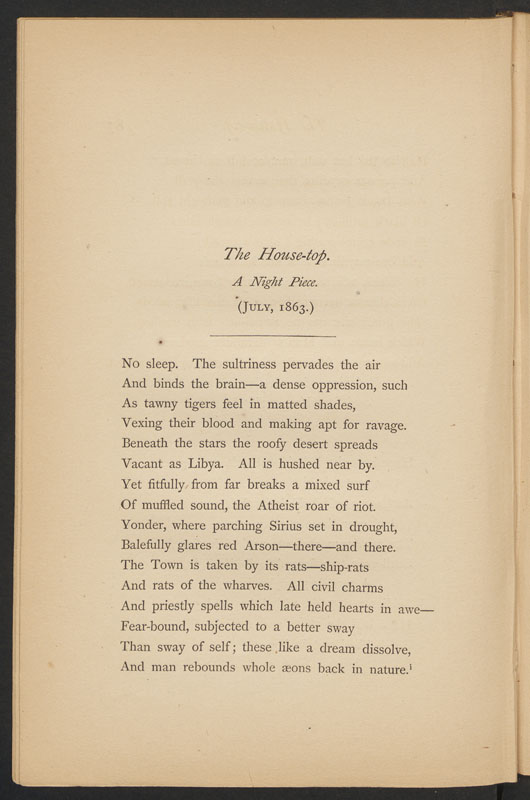 The House-top.
A Night Piece.
(July, 1863.)
No sleep. The sultriness pervades the air
And binds the brain—a dense oppression, such
As tawny tigers feel in matted shades,
Vexing their blood and making apt for ravage.
Beneath the stars the roofy desert spreads
Vacant as Libya. All is hushed near by.
Yet fitfully from far breaks a mixed surf
Of muffled sound, the Atheist roar of riot.
Yonder, where parching Sirius set in drought,
Balefully glares red Arson—there—and there.
The Town is taken by its rats—ship-rats
And rats of the wharves. All civil charms
And priestly spells which late held hearts in awe—
Fear-bound, subjected to a better sway
Than sway of self; these like a dream dissolve,
And man rebounds whole æons back in nature.¹